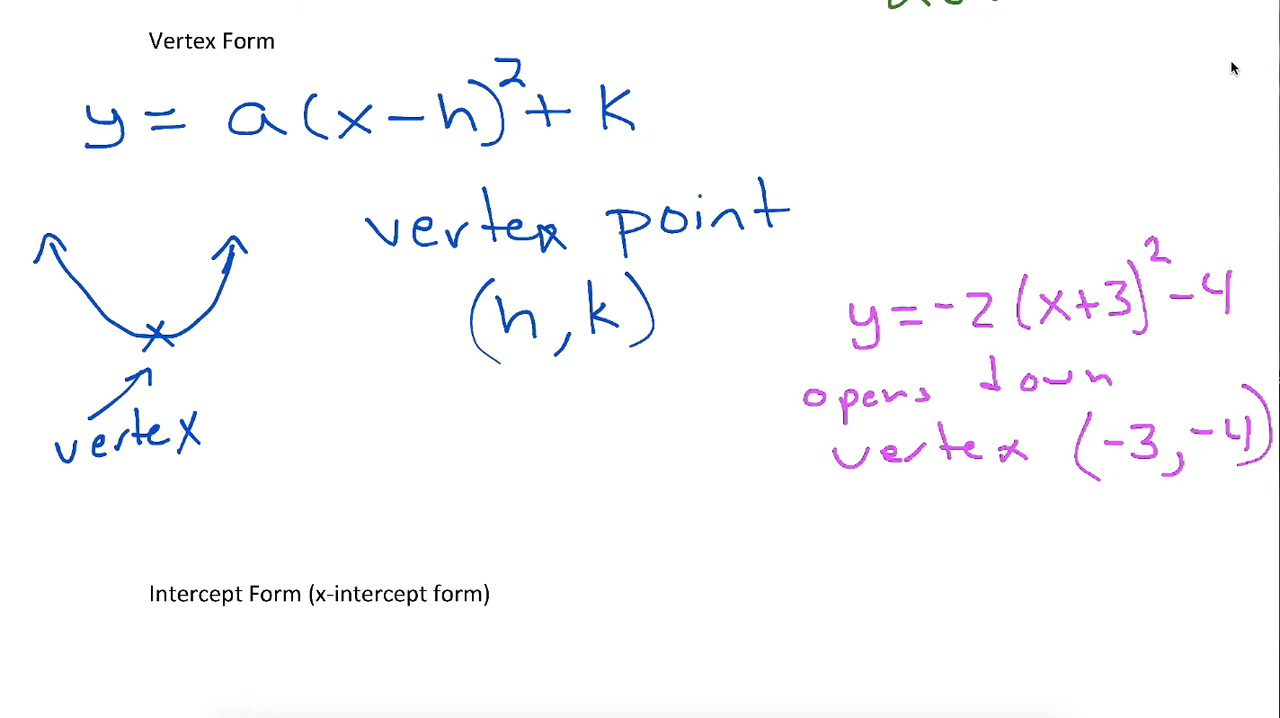 Vertex Form
y = a(x-h)²+ k
vertex point
(h, k)
vertex
y = -2(x+3)²-4
opens down
vertex (-3, -4)
Intercept Form (x-intercept form)